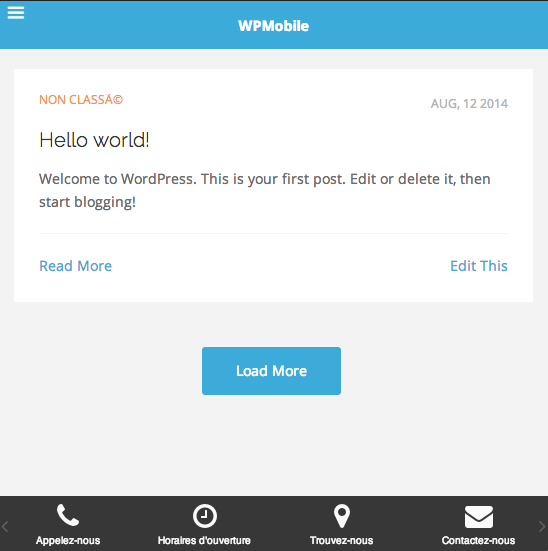 WPMobile
NON CLASSÃ©
AUG, 12 2014
Hello world!
Welcome to WordPress. This is your first post. Edit or delete it, then
start blogging!
Read More
Edit This
Load More
Appelez-nous
Horaires d'ouverture
Trouvez-nous
Contactez-nous